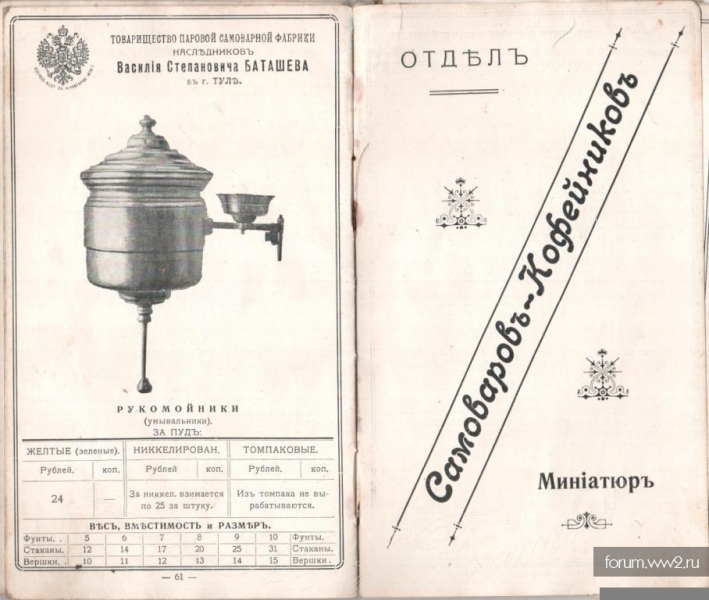 ТОВАРИЩЕСТВО ПАРОВОЙ САМОВАРНОЙ ФАБРИКИ
НАСЛѢДНИКОВЪ
Василія Степановича БАТАШЕВА
въ г. ТУЛѢ.
РУКОМОЙНИКИ
(умывальники).
ЗА ПУДЪ:
ЖЕЛТЫЕ (зеленые). НИККЕЛИРОВАН. ТОМПАКОВЫЕ.
Рублей. коп. Рублей коп. Рублей. коп.
24 — За никкел. взимается Изъ томпака не вы-
по 25 за штуку. рабатываются.
ВѢСЪ, ВМѢСТИМОСТЬ и РАЗМѢРЪ.
Фунты. . 5 6 7 8 9 10 Фунты.
Стаканы. 12 14 17 20 25 31 Стаканы.
Вершки. . 10 11 12 13 14 15 Вершки.
— 61 —
ОТДѢЛЪ
Самоваровъ-Кофейниковъ
Миніатюръ
forum.ww2.ru